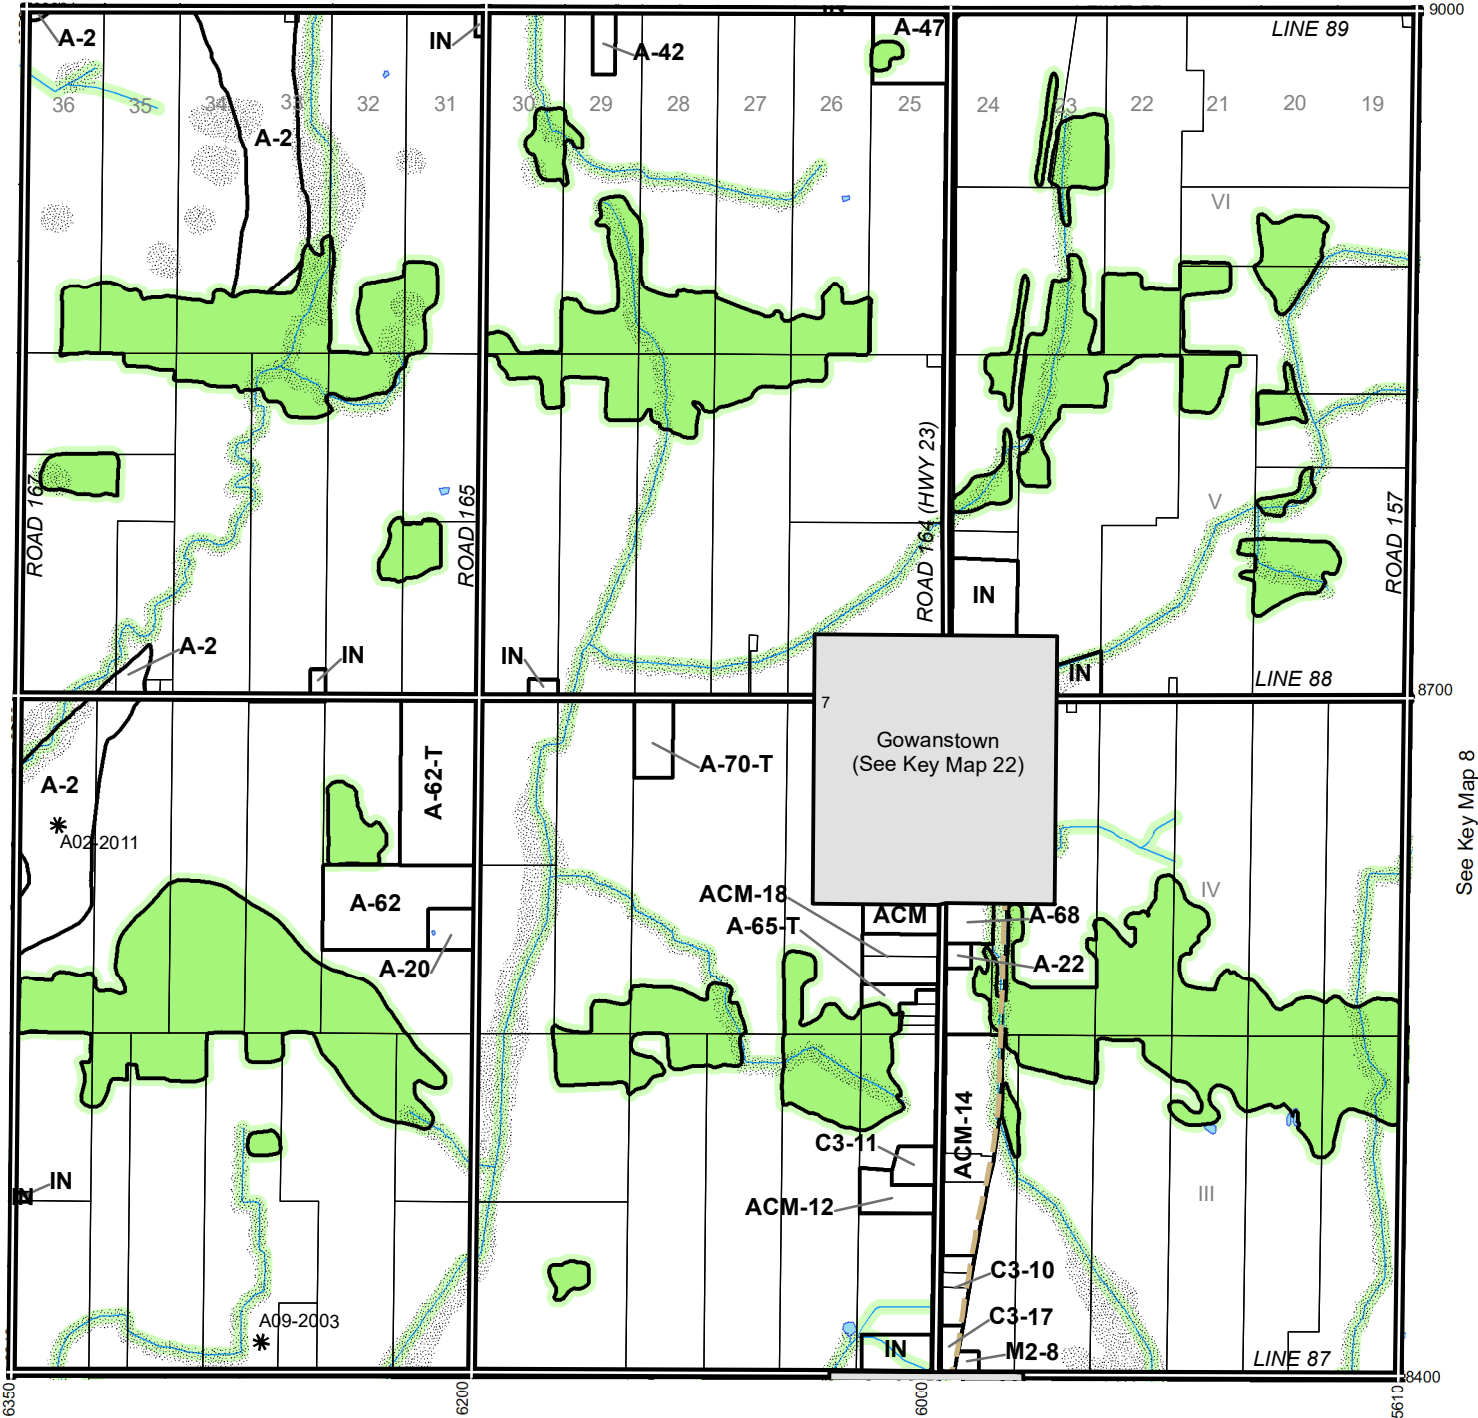 9000
A-2
IN
A-42
A-47
LINE 89
36
35
34
33
32
31
30
29
28
27
26
25
24
23
22
21
20
19
A-2
VI
ROAD 167
ROAD 165
ROAD 164 (HWY 23)
V
ROAD 157
IN
A-2
IN
IN
IN
LINE 88
8700
7
Gowanstown
(See Key Map 22)
A-70-T
A-62-T
A-2
A02-2011
See Key Map 8
ACM-18
ACM
A-65-T
A-68
A-22
IV
A-62
A-20
ACM-14
C3-11
ACM-12
III
IN
IN
C3-10
C3-17
M2-8
A09-2003
IN
LINE 87
8400
6350
6200
6000
5610